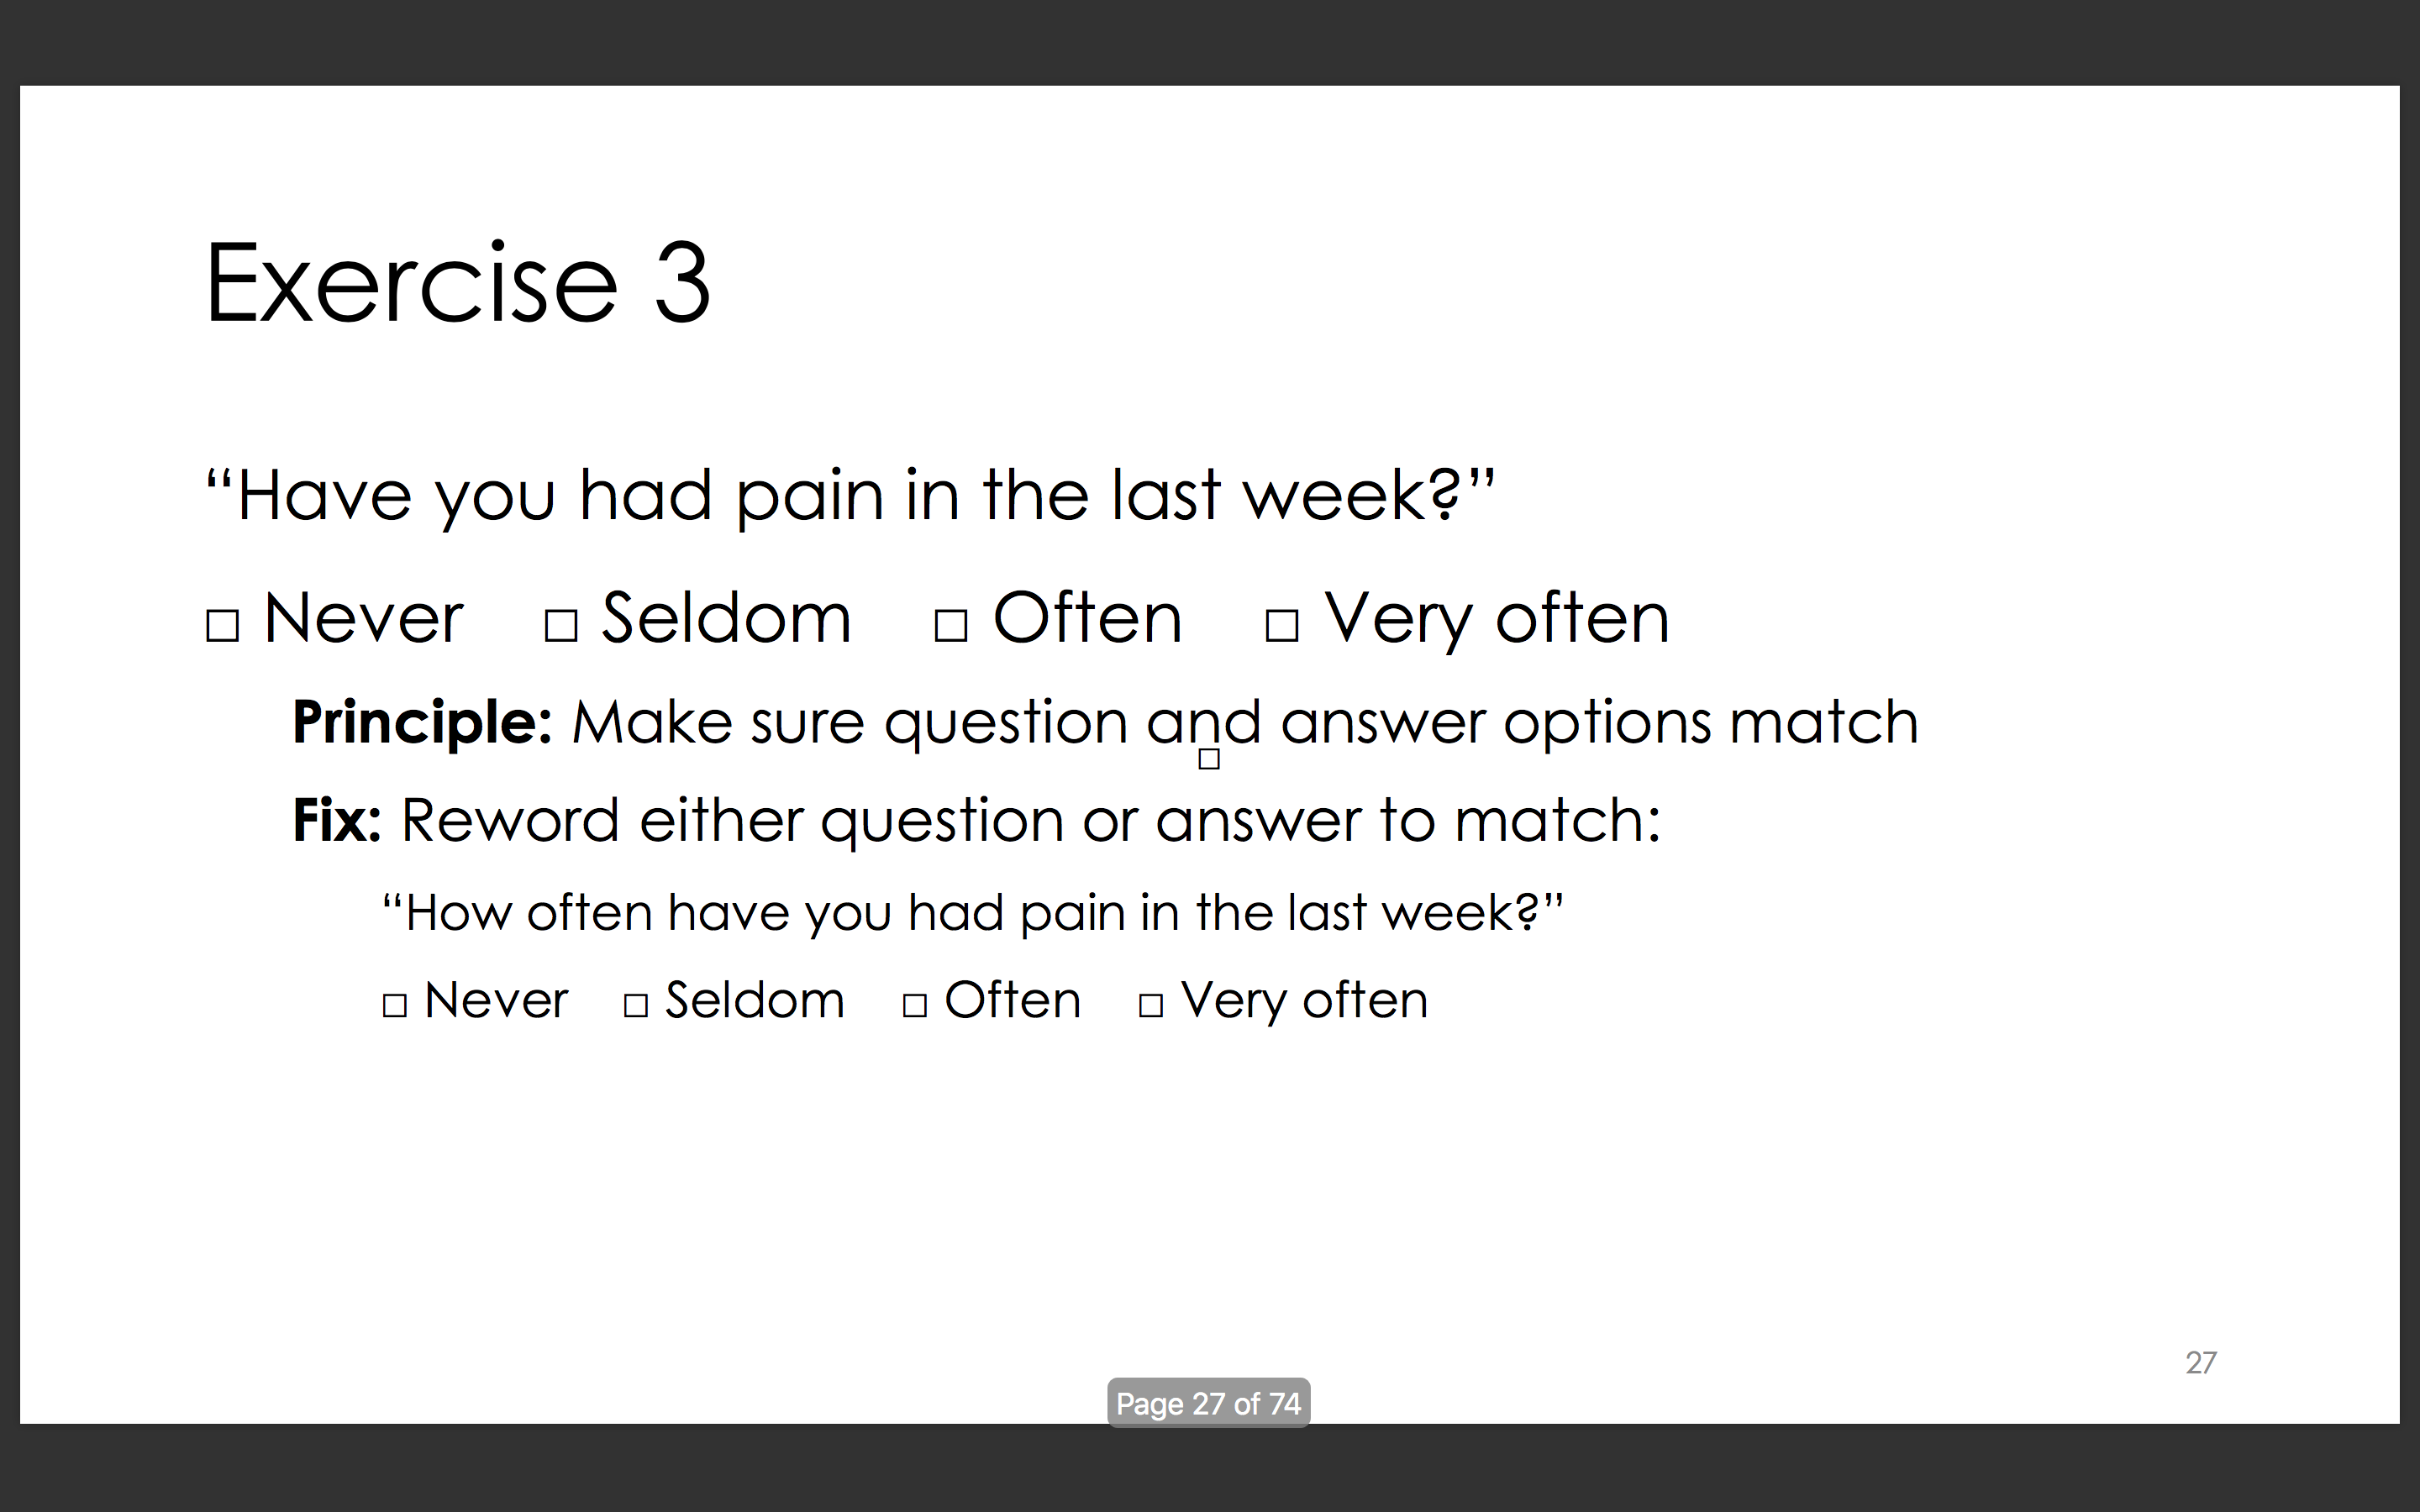 Exercise 3
“Have you had pain in the last week?”
□ Never □ Seldom □ Often □ Very often
Principle: Make sure question and answer options match
□
Fix: Reword either question or answer to match:
“How often have you had pain in the last week?”
□ Never □ Seldom □ Often □ Very often
27
Page 27 of 74